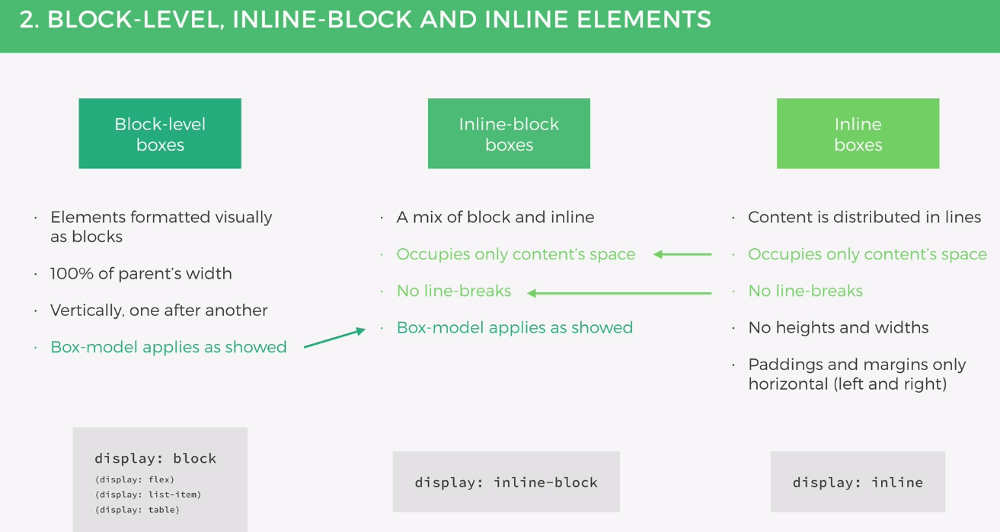 2. BLOCK-LEVEL, INLINE-BLOCK AND INLINE ELEMENTS
Block-level
boxes
· Elements formatted visually
as blocks
· 100% of parent's width
· Vertically, one after another
· Box-model applies as showed
display: block
(display: flex)
(display: list-item)
(display: table)
Inline-block
boxes
· A mix of block and inline
· Occupies only content's space
· No line-breaks
· Box-model applies as showed
display: inline-block
Inline
boxes
· Content is distributed in lines
· Occupies only content's space
· No line-breaks
· No heights and widths
· Paddings and margins only
horizontal (left and right)
display: inline